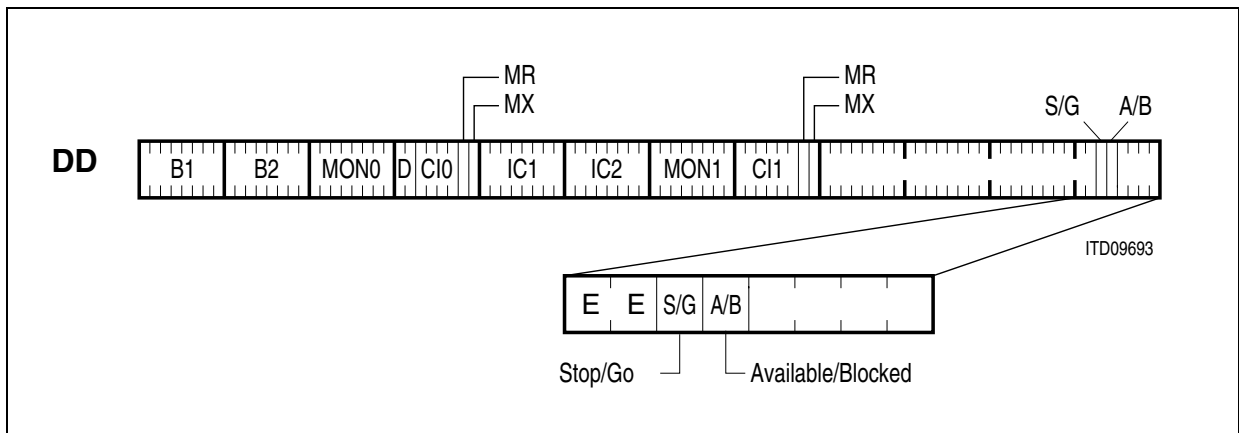 MR MR
MX MX S/G A/B
DD B1 B2 MON0 D CI0 IC1 IC2 MON1 CI1
ITD09693
E E S/G A/B
Stop/Go Available/Blocked